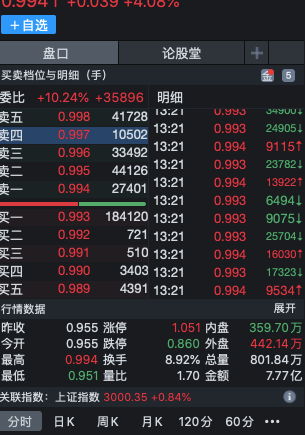 0.994↑ +0.039 +4.08%
＋自选
盘口 论股堂 +
买卖档位与明细（手） 5
委比 +10.24% +35896 明细
卖五 0.998 41728
卖四 0.997 10502
卖三 0.996 33492
卖二 0.995 44126
卖一 0.994 27401
买一 0.993 184120
买二 0.992 721
买三 0.991 510
买四 0.990 3403
买五 0.989 4391
13:21 0.993 34900↓
13:21 0.993 24905↓
13:21 0.994 9115↑
13:21 0.993 23782↓
13:21 0.994 13922↑
13:21 0.993 6494↓
13:21 0.993 9075↓
13:21 0.993 25704↓
13:21 0.994 16030↑
13:21 0.993 17323↓
13:21 0.994 9534↑
行情数据 展开
昨收 0.955 涨停 1.051 内盘 359.70万
今开 0.955 跌停 0.860 外盘 442.14万
最高 0.994 换手 8.92% 总量 801.84万
最低 0.951 量比 1.70 金额 7.77亿
关联指数：上证指数 3000.35 +0.84%
分时 日K 周K 月K 120分 60分 •••